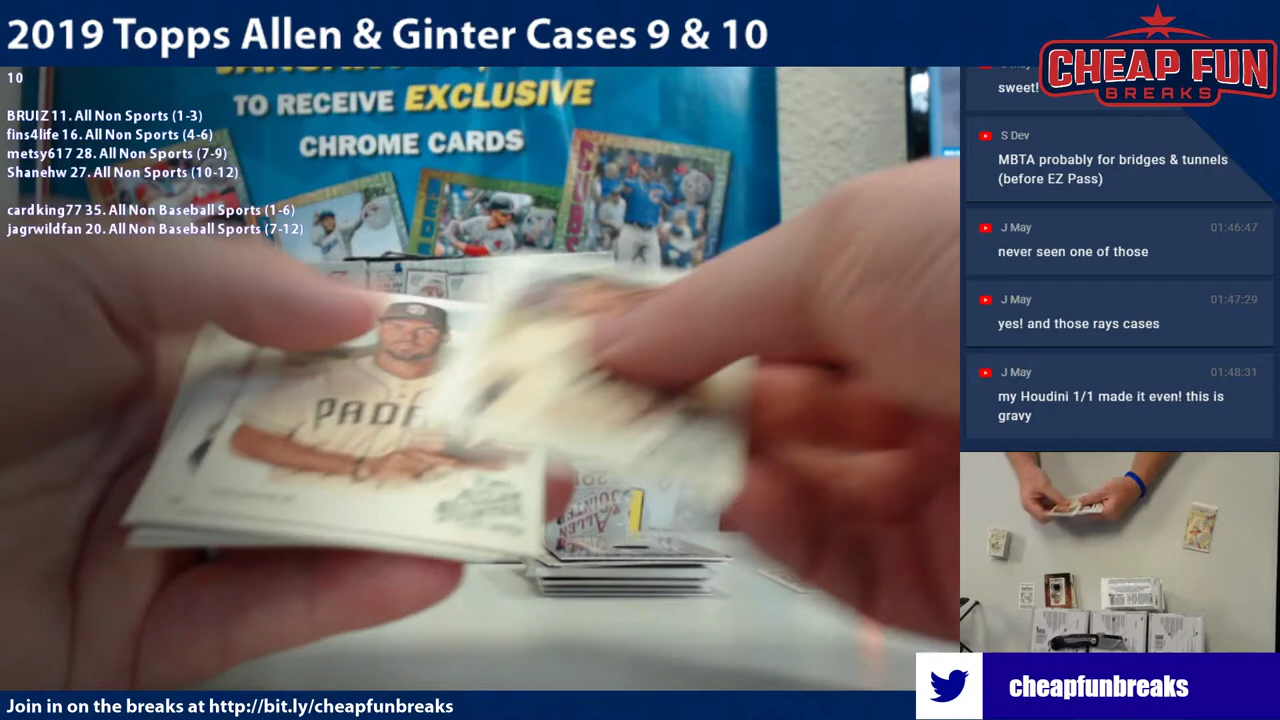 2019 Topps Allen & Ginter Cases 9 & 10
CHEAP FUN
BREAKS
10
BRUIZ 11. All Non Sports (1-3)
fins4life 16. All Non Sports (4-6)
metsy617 28. All Non Sports (7-9)
Shanehw 27. All Non Sports (10-12)
cardking77 35. All Non Baseball Sports (1-6)
jagrwildfan 20. All Non Baseball Sports (7-12)
TO RECEIVE EXCLUSIVE
CHROME CARDS
CUBS
PADR
sweet!
S Dev
MBTA probably for bridges & tunnels
(before EZ Pass)
J May 01:46:47
never seen one of those
J May 01:47:29
yes! and those rays cases
J May 01:48:31
my Houdini 1/1 made it even! this is
gravy
cheapfunbreaks
Join in on the breaks at http://bit.ly/cheapfunbreaks